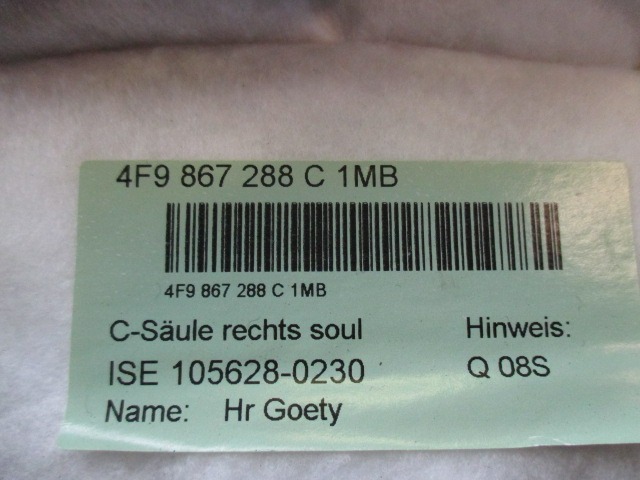 4F9 867 288 C 1MB
4F9 867 288 C 1MB
C-Säule rechts soul Hinweis:
ISE 105628-0230 Q 08S
Name: Hr Goety